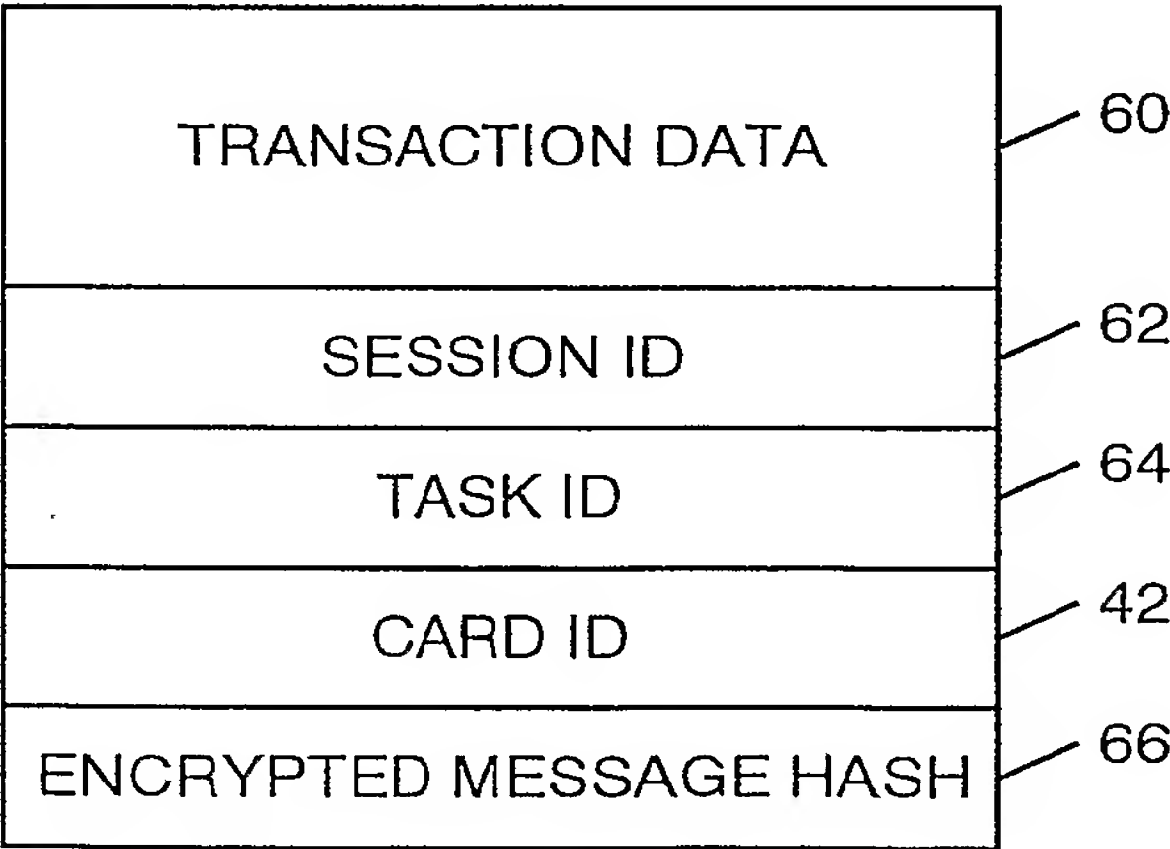 TRANSACTION DATA
60
SESSION ID
62
TASK ID
64
CARD ID
42
ENCRYPTED MESSAGE HASH
66